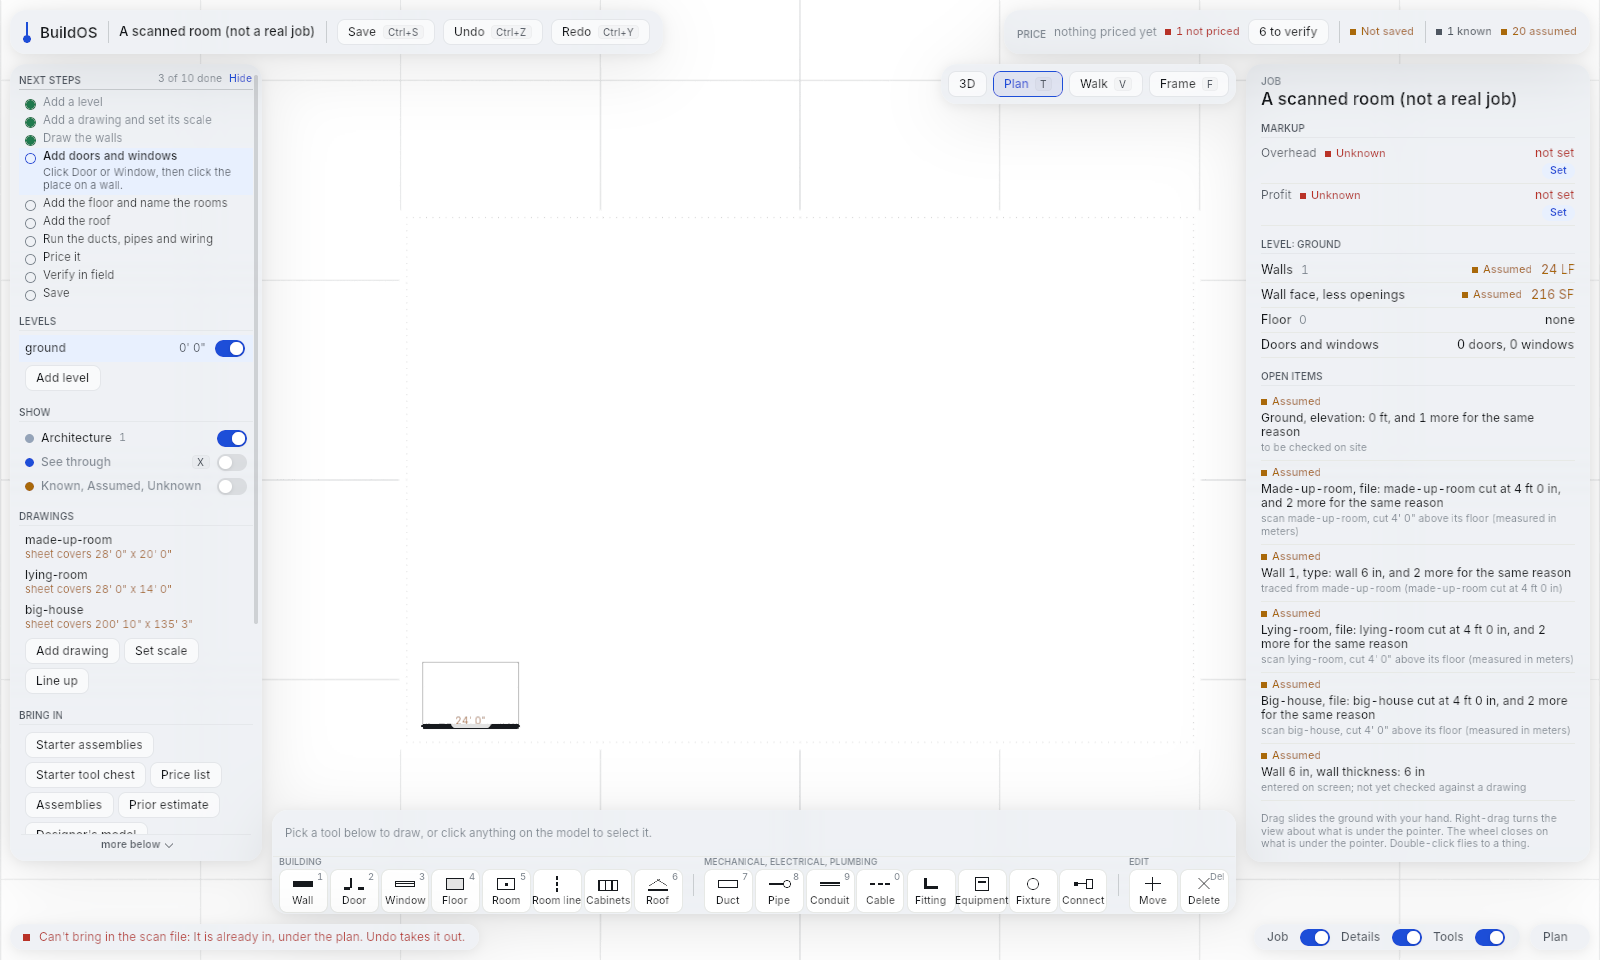 BuildOS
A scanned room (not a real job)
Save Ctrl+S
Undo Ctrl+Z
Redo Ctrl+Y
PRICE nothing priced yet 1 not priced
6 to verify
Not saved
1 known 20 assumed
3D
Plan T
Walk V
Frame F
NEXT STEPS 3 of 10 done Hide
Add a level
Add a drawing and set its scale
Draw the walls
Add doors and windows
Click Door or Window, then click the
place on a wall.
Add the floor and name the rooms
Add the roof
Run the ducts, pipes and wiring
Price it
Verify in field
Save
LEVELS
ground 0' 0"
Add level
SHOW
Architecture 1
See through X
Known, Assumed, Unknown
DRAWINGS
made-up-room
sheet covers 28' 0" x 20' 0"
lying-room
sheet covers 28' 0" x 14' 0"
big-house
sheet covers 200' 10" x 135' 3"
Add drawing Set scale
Line up
BRING IN
Starter assemblies
Starter tool chest Price list
Assemblies Prior estimate
Designer's model
more below
24' 0"
Pick a tool below to draw, or click anything on the model to select it.
BUILDING
1 Wall
2 Door
3 Window
4 Floor
5 Room
Room line
Cabinets
6 Roof
MECHANICAL, ELECTRICAL, PLUMBING
7 Duct
8 Pipe
9 Conduit
0 Cable
Fitting
Equipment
Fixture
Connect
EDIT
Move
Del Delete
JOB
A scanned room (not a real job)
MARKUP
Overhead Unknown not set
Set
Profit Unknown not set
Set
LEVEL: GROUND
Walls 1 Assumed 24 LF
Wall face, less openings Assumed 216 SF
Floor 0 none
Doors and windows 0 doors, 0 windows
OPEN ITEMS
Assumed
Ground, elevation: 0 ft, and 1 more for the same
reason
to be checked on site
Assumed
Made-up-room, file: made-up-room cut at 4 ft 0 in,
and 2 more for the same reason
scan made-up-room, cut 4' 0" above its floor (measured in
meters)
Assumed
Wall 1, type: wall 6 in, and 2 more for the same reason
traced from made-up-room (made-up-room cut at 4 ft 0 in)
Assumed
Lying-room, file: lying-room cut at 4 ft 0 in, and 2
more for the same reason
scan lying-room, cut 4' 0" above its floor (measured in meters)
Assumed
Big-house, file: big-house cut at 4 ft 0 in, and 2 more
for the same reason
scan big-house, cut 4' 0" above its floor (measured in meters)
Assumed
Wall 6 in, wall thickness: 6 in
entered on screen; not yet checked against a drawing
Drag slides the ground with your hand. Right-drag turns the
view about what is under the pointer. The wheel closes on
what is under the pointer. Double-click flies to a thing.
Can't bring in the scan file: It is already in, under the plan. Undo takes it out.
Job Details Tools
Plan